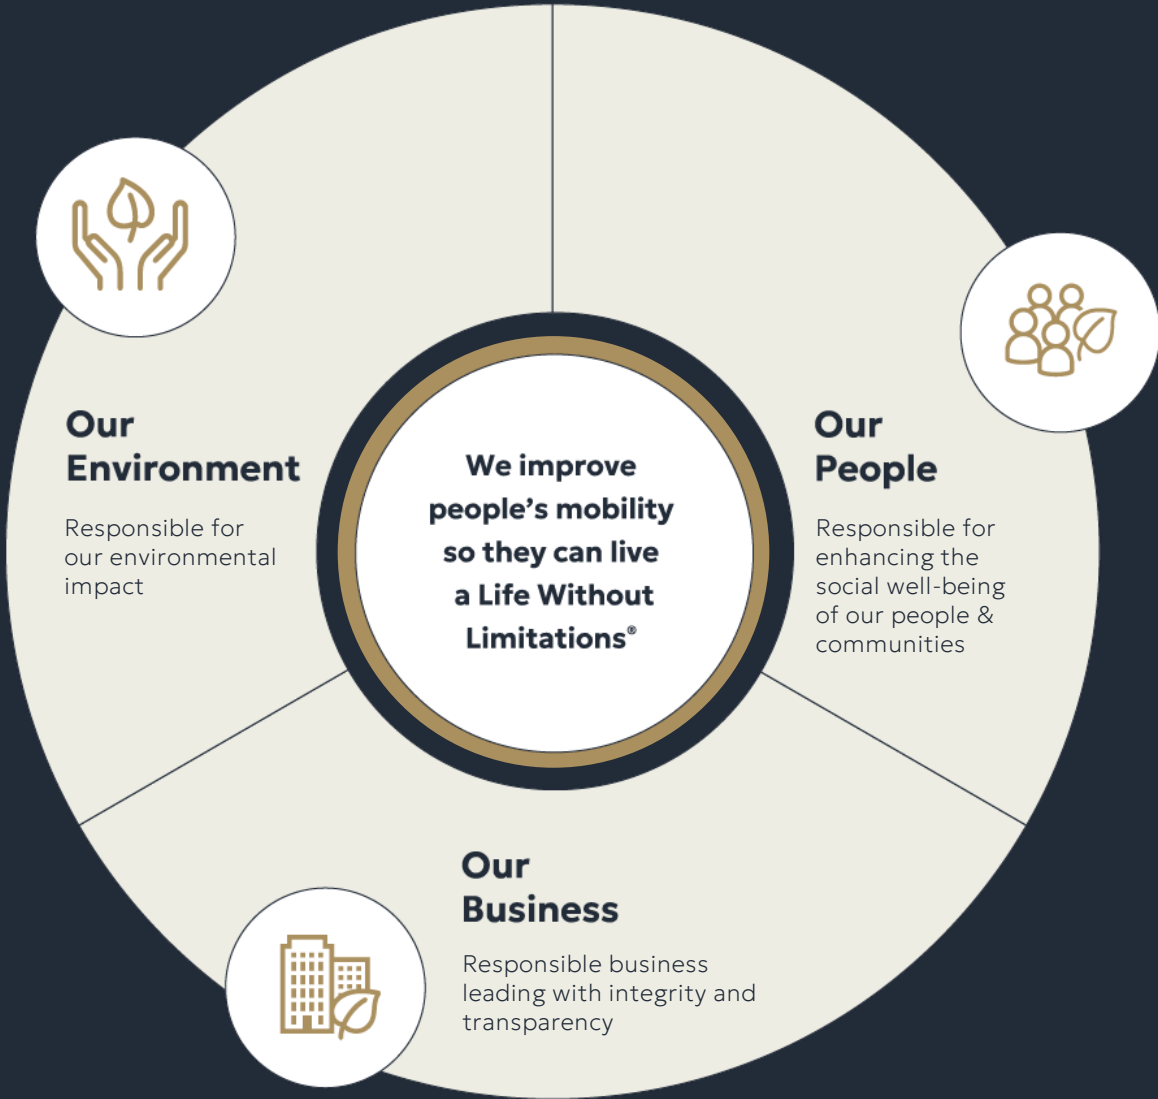 Our
Environment
Responsible for
our environmental
impact
We improve
people’s mobility
so they can live
a Life Without
Limitations®
Our
People
Responsible for
enhancing the
social well-being
of our people &
communities
Our
Business
Responsible business
leading with integrity and
transparency